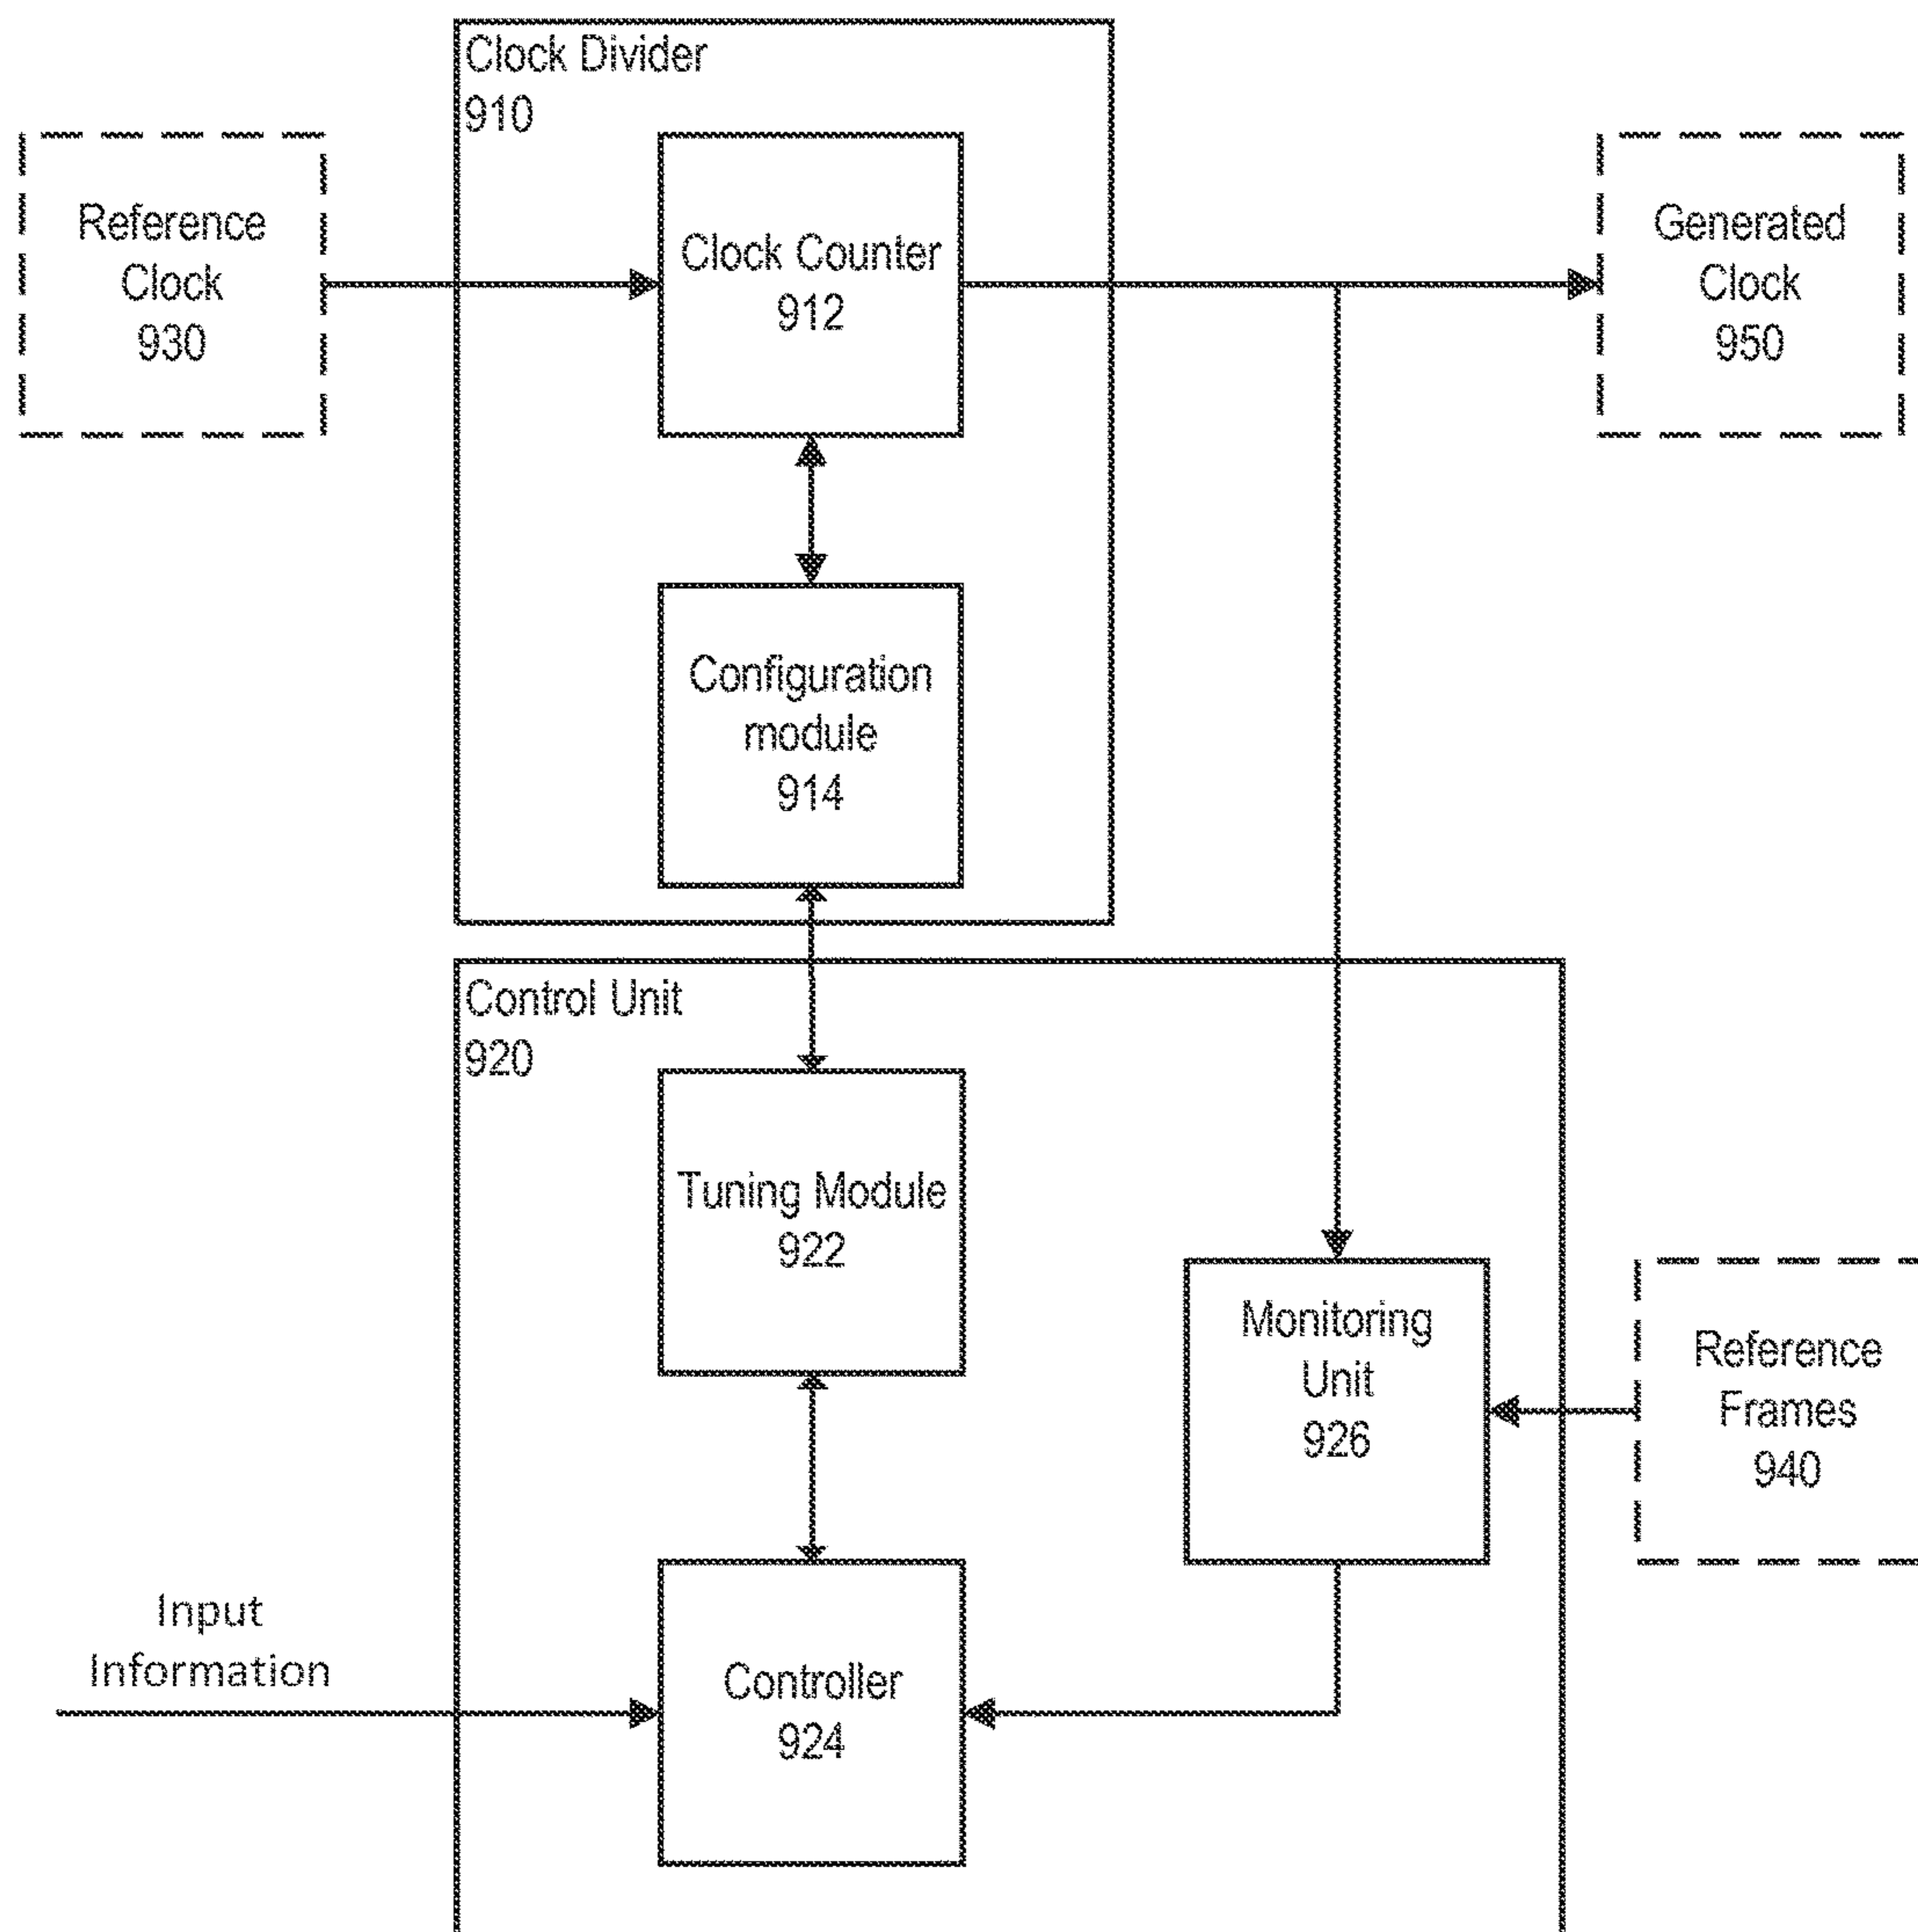 Clock Divider
910
Reference
Clock
930
Clock Counter
912
Generated
Clock
950
Configuration
module
914
Control Unit
920
Tuning Module
922
Monitoring
Unit
926
Reference
Frames
940
Input
Information
Controller
924